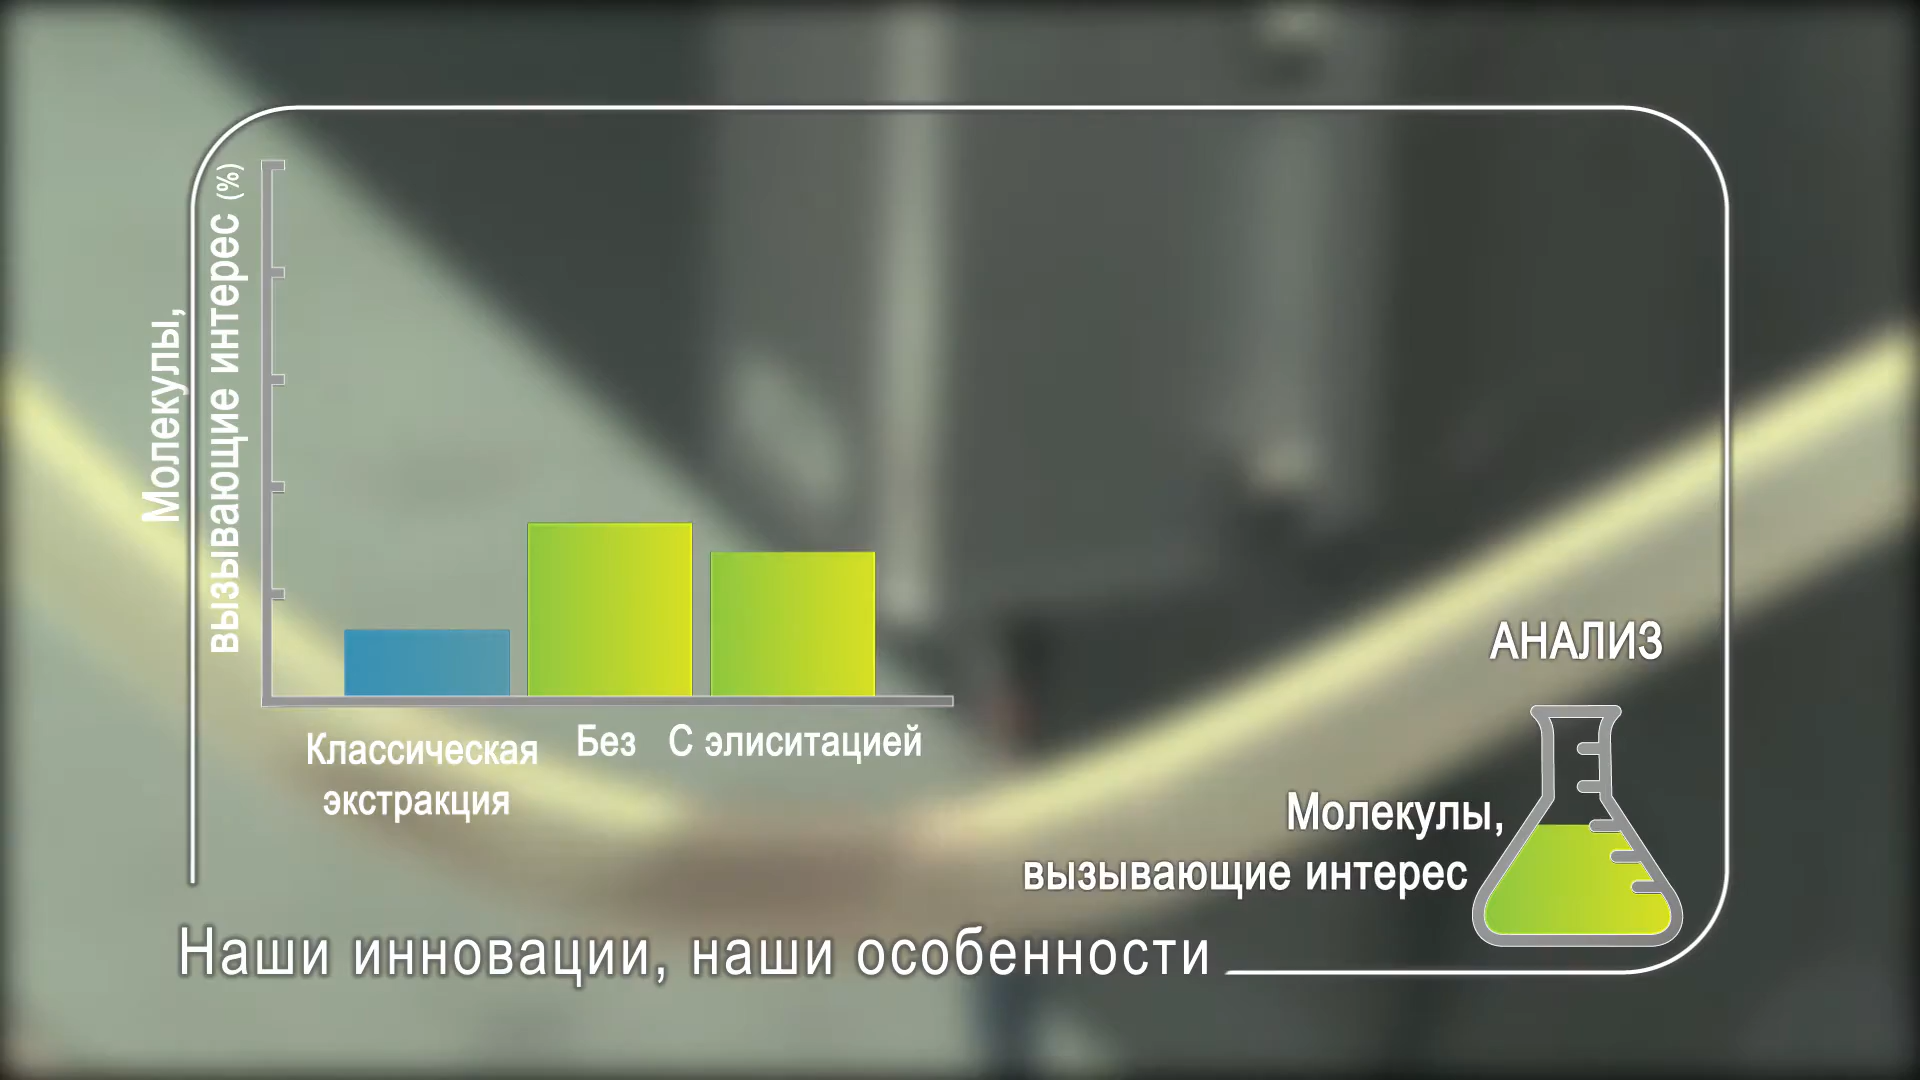 Молекулы,
вызывающие интерес (%)
Классическая
экстракция
Без
С элиситацией
АНАЛИЗ
Молекулы,
вызывающие интерес
Наши инновации, наши особенности